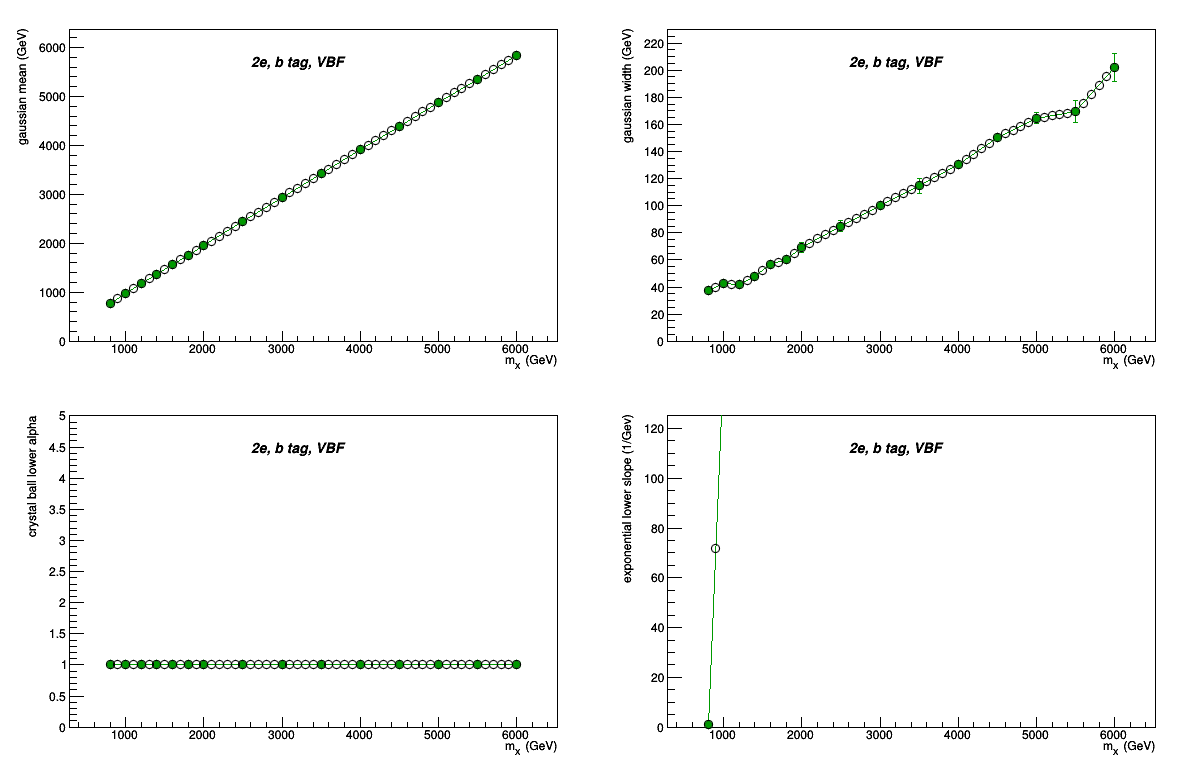 gaussian mean (GeV)
2e, b tag, VBF
6000
5000
4000
3000
2000
1000
0
1000 2000 3000 4000 5000 6000
mX (GeV)
gaussian width (GeV)
2e, b tag, VBF
220
200
180
160
140
120
100
80
60
40
20
0
1000 2000 3000 4000 5000 6000
mX (GeV)
crystal ball lower alpha
2e, b tag, VBF
5
4.5
4
3.5
3
2.5
2
1.5
1
0.5
0
1000 2000 3000 4000 5000 6000
mX (GeV)
exponential lower slope (1/Gev)
2e, b tag, VBF
120
100
80
60
40
20
0
1000 2000 3000 4000 5000 6000
mX (GeV)